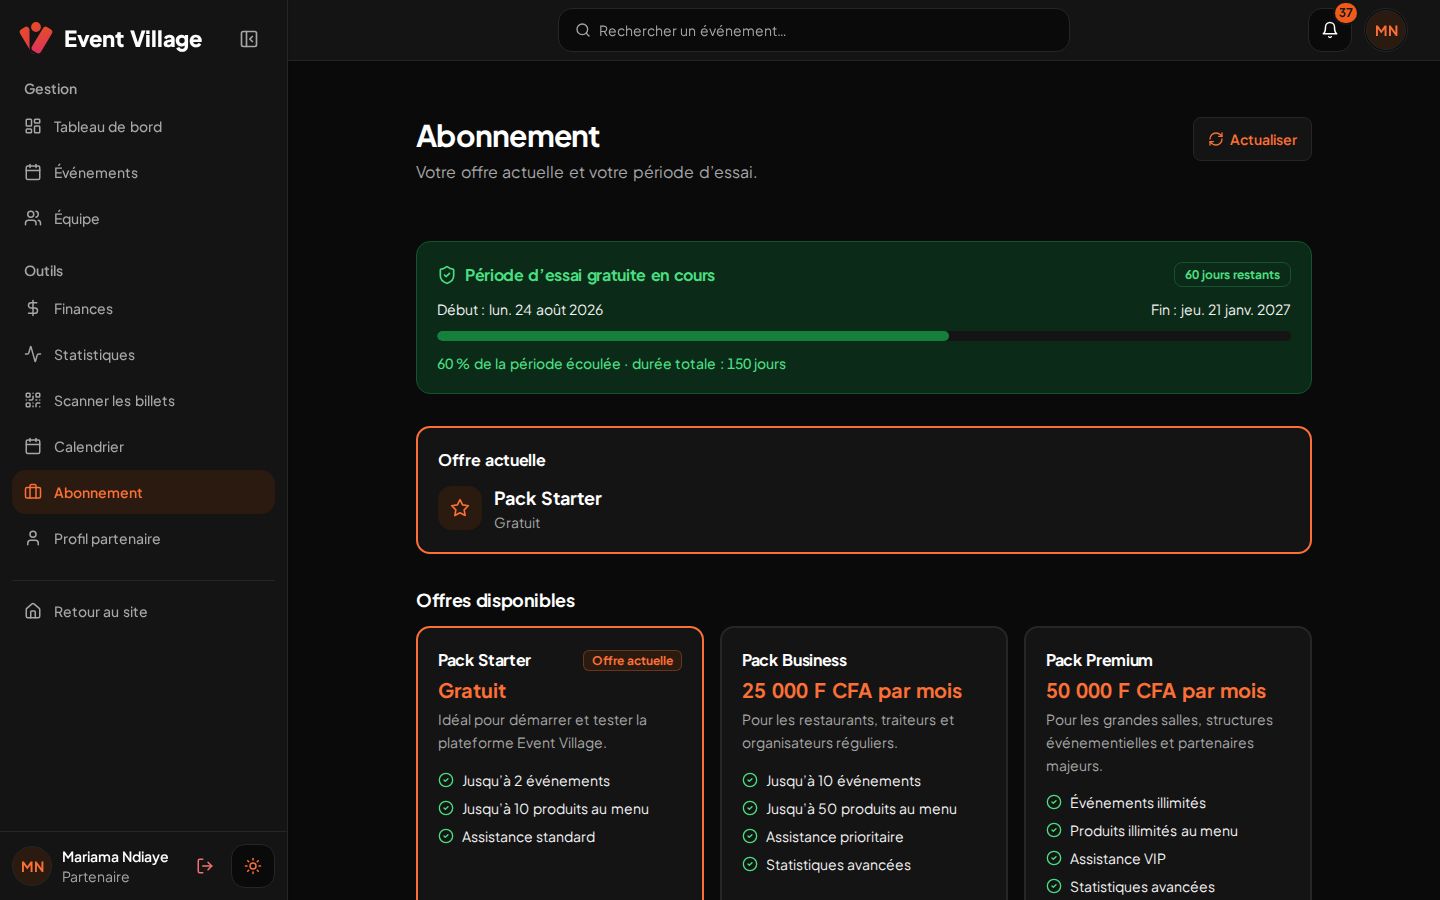 Event Village
Rechercher un événement...
37
MN
Gestion
Tableau de bord
Événements
Équipe
Outils
Finances
Statistiques
Scanner les billets
Calendrier
Abonnement
Profil partenaire
Retour au site
MN
Mariama Ndiaye
Partenaire
Abonnement
Votre offre actuelle et votre période d’essai.
Actualiser
Période d’essai gratuite en cours
60 jours restants
Début : lun. 24 août 2026
Fin : jeu. 21 janv. 2027
60 % de la période écoulée · durée totale : 150 jours
Offre actuelle
Pack Starter
Gratuit
Offres disponibles
Pack Starter
Offre actuelle
Gratuit
Idéal pour démarrer et tester la
plateforme Event Village.
Jusqu’à 2 événements
Jusqu’à 10 produits au menu
Assistance standard
Pack Business
25 000 F CFA par mois
Pour les restaurants, traiteurs et
organisateurs réguliers.
Jusqu’à 10 événements
Jusqu’à 50 produits au menu
Assistance prioritaire
Statistiques avancées
Pack Premium
50 000 F CFA par mois
Pour les grandes salles, structures
événementielles et partenaires
majeurs.
Événements illimités
Produits illimités au menu
Assistance VIP
Statistiques avancées